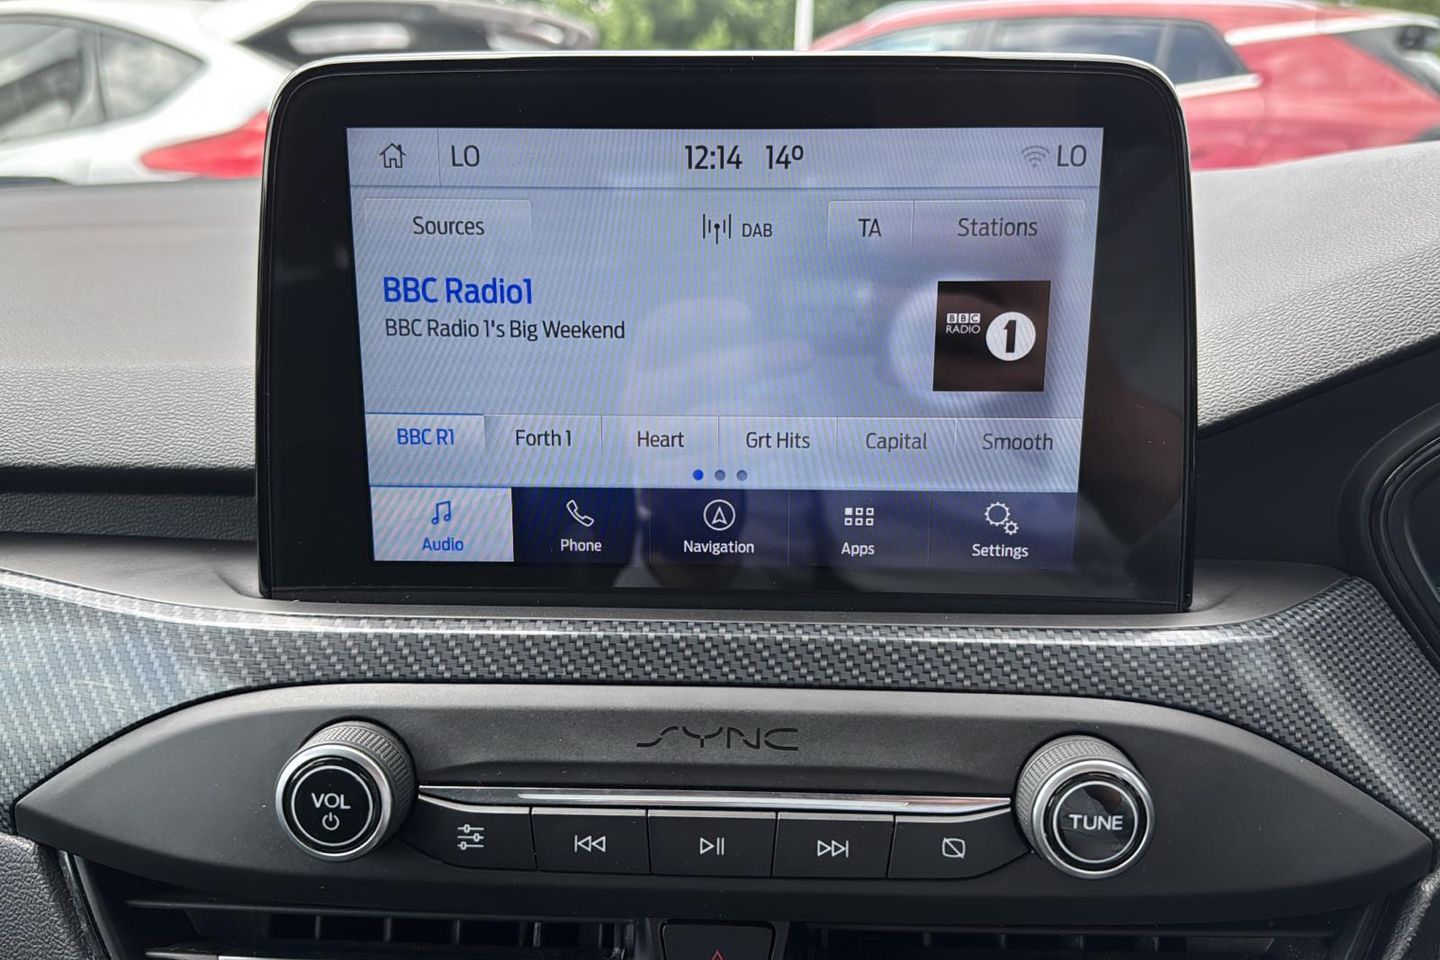 LO 12:14 14º LO
Sources DAB TA Stations
BBC Radio1
BBC Radio 1's Big Weekend
BBC
RADIO 1
BBC R1 Forth 1 Heart Grt Hits Capital Smooth
Audio Phone Navigation Apps Settings
SYNC
VOL
TUNE